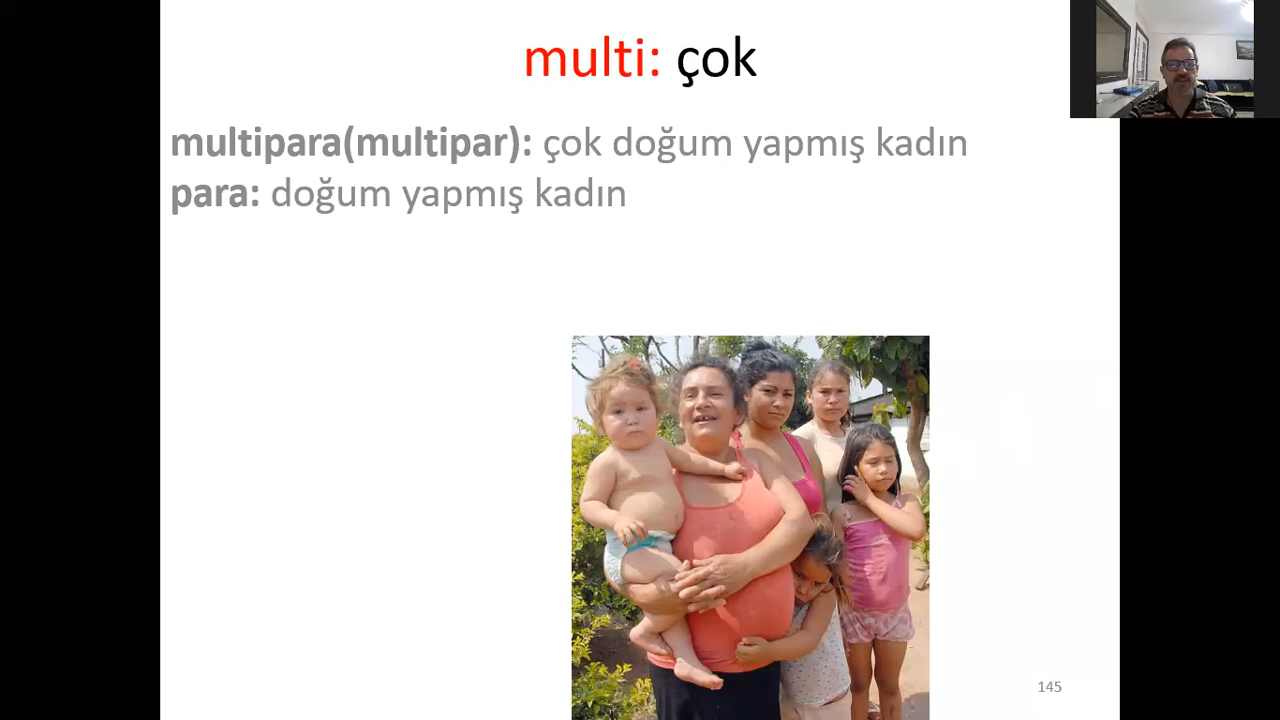 multi: çok
multipara(multipar): çok doğum yapmış kadın
para: doğum yapmış kadın
145